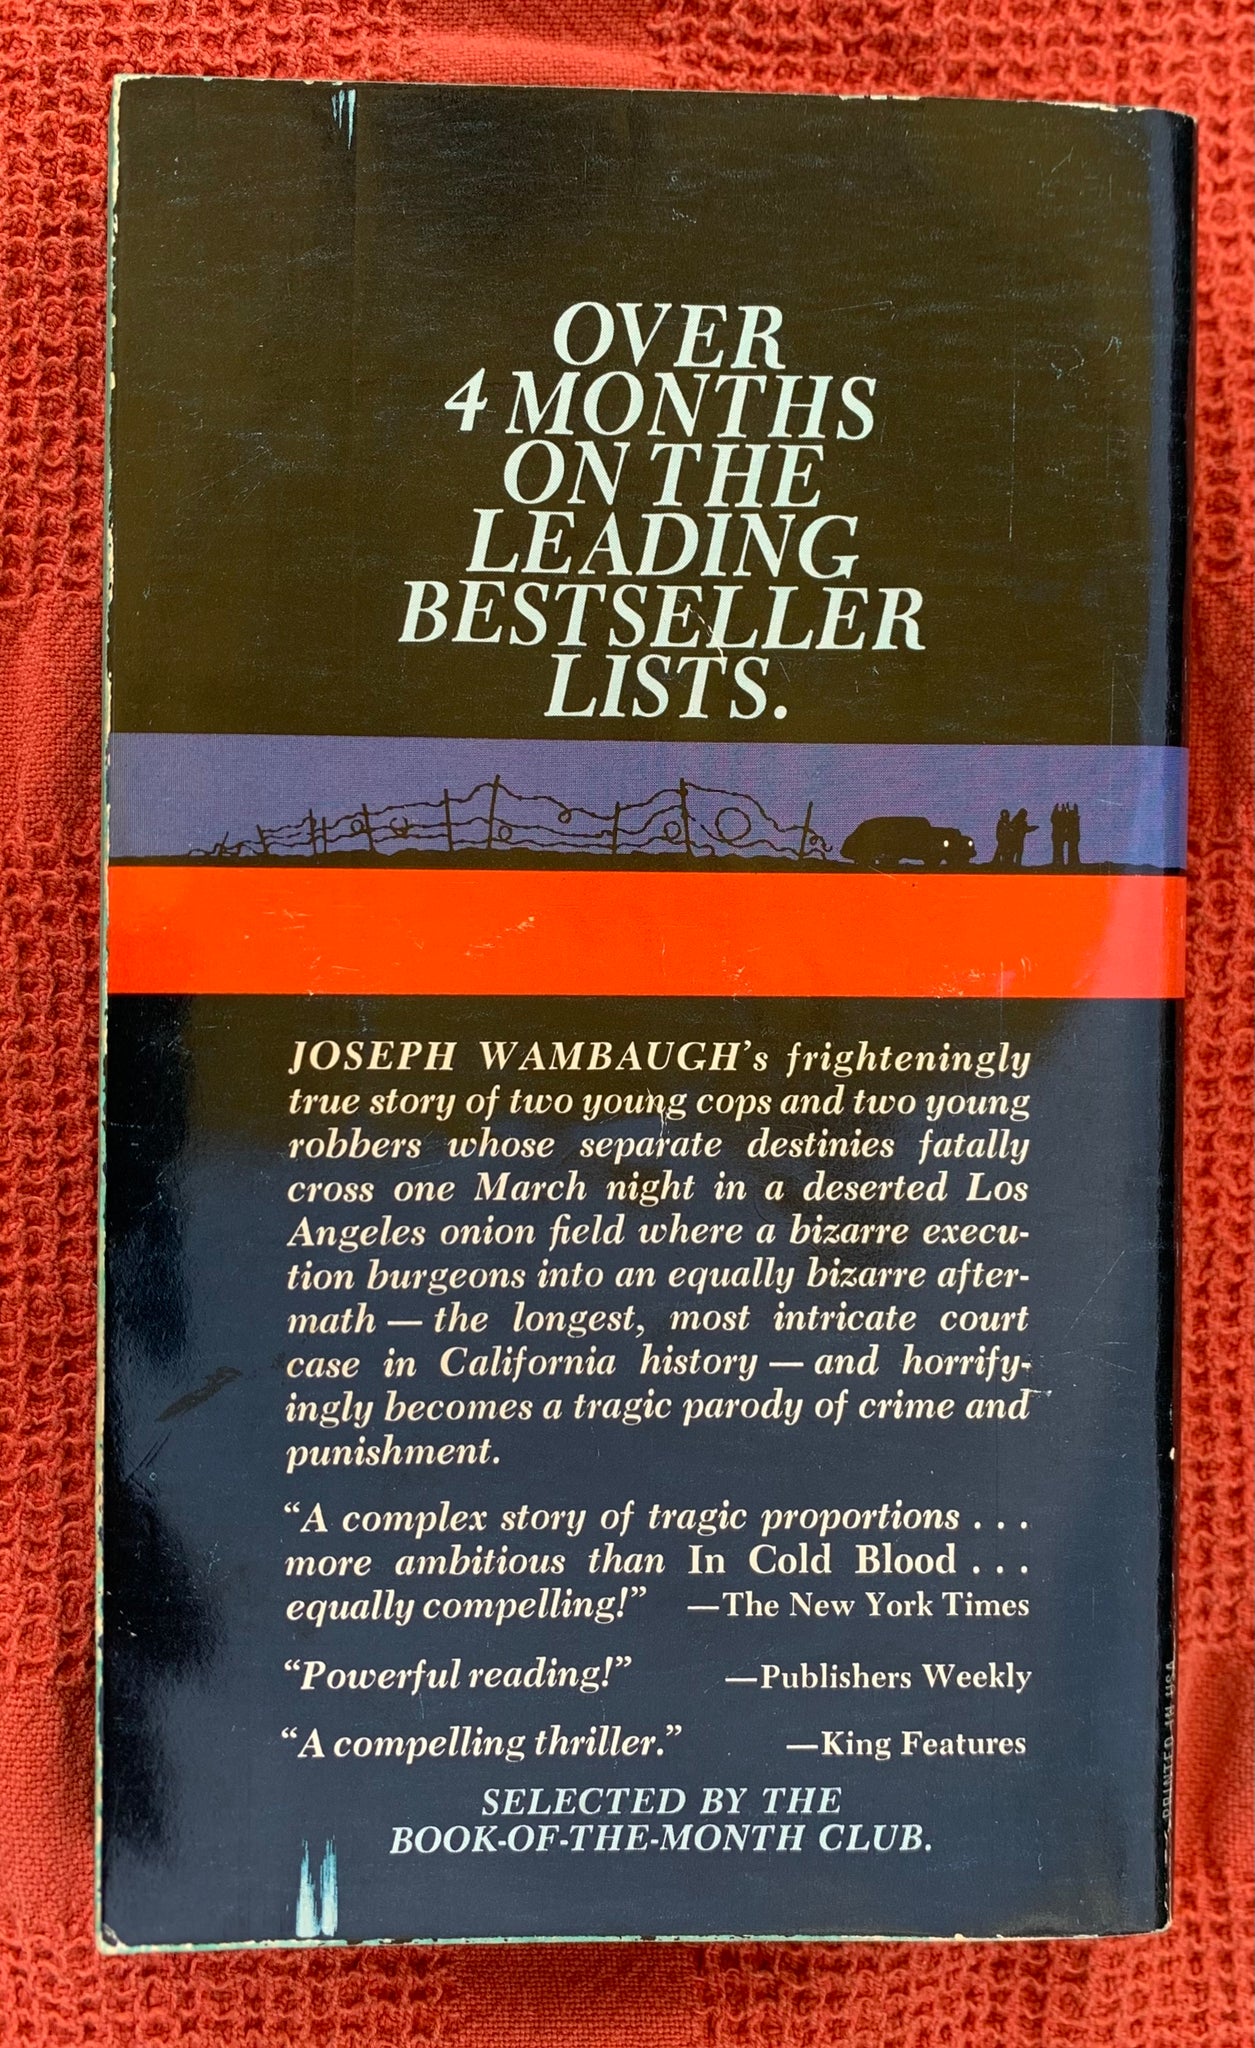 OVER
4 MONTHS
ON THE
LEADING
BESTSELLER
LISTS.
JOSEPH WAMBAUGH's frighteningly
true story of two young cops and two young
robbers whose separate destinies fatally
cross one March night in a deserted Los
Angeles onion field where a bizarre execu-
tion burgeons into an equally bizarre after-
math — the longest, most intricate court
case in California history — and horrify-
ingly becomes a tragic parody of crime and
punishment.
“A complex story of tragic proportions . . .
more ambitious than In Cold Blood . . .
equally compelling!” —The New York Times
“Powerful reading!” —Publishers Weekly
“A compelling thriller.” —King Features
SELECTED BY THE
BOOK-OF-THE-MONTH CLUB.
PRINTED IN USA